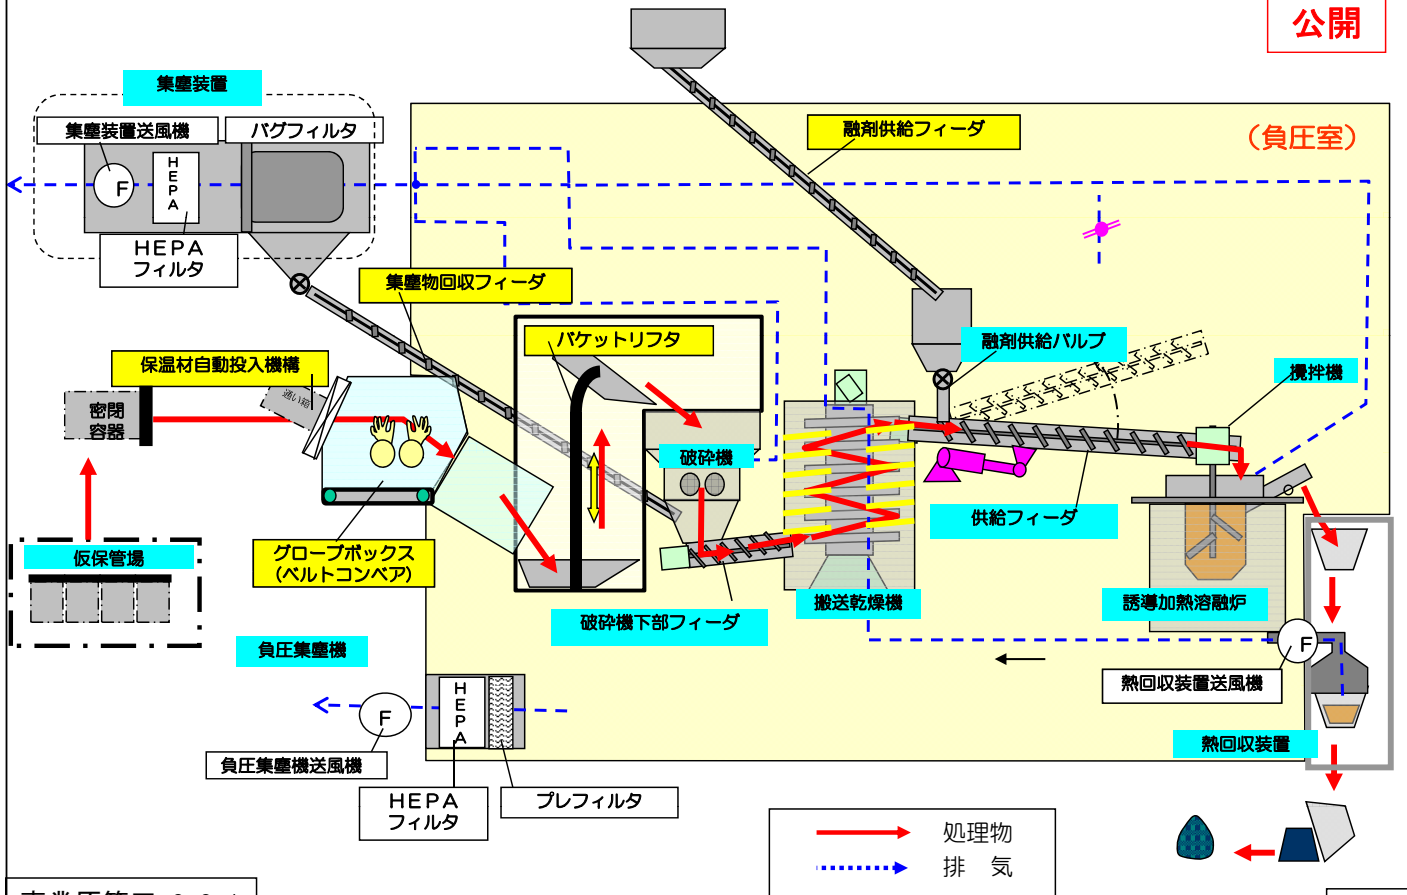 公開
集塵装置
集塵装置送風機
バグフィルタ
融剤供給フィーダ
（負圧室）
F
HEPA
HEPA
フィルタ
集塵物回収フィーダ
バケットリフタ
融剤供給バルブ
保温材自動投入機構
攪拌機
通い箱
密閉
容器
破砕機
供給フィーダ
仮保管場
グローブボックス
（ベルトコンベア）
搬送乾燥機
誘導加熱溶融炉
破砕機下部フィーダ
負圧集塵機
F
熱回収装置送風機
HEPA
F
熱回収装置
負圧集塵機送風機
HEPA
フィルタ
プレフィルタ
処理物
排　気